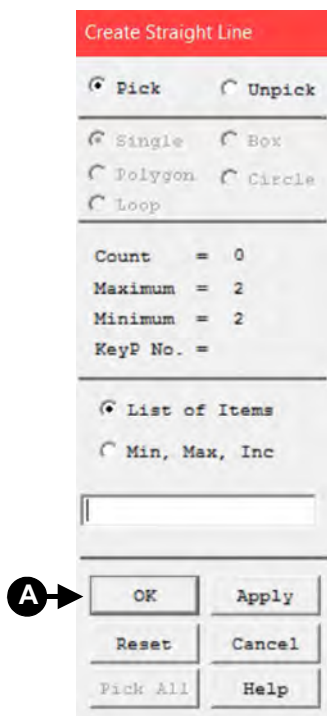 Create Straight Line
Pick Unpick
Single Box
Polygon Circle
Loop
Count = 0
Maximum = 2
Minimum = 2
KeyP No. =
List of Items
Min, Max, Inc
A OK Apply
Reset Cancel
Pick All Help